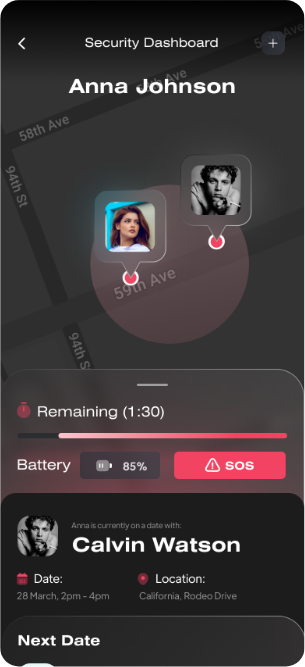 Security Dashboard
+
58th Ave
Anna Johnson
58th Ave
94th St
59th Ave
94th St
Remaining (1:30)
Battery 85% SOS
Anna is currently on a date with:
Calvin Watson
Date: Location:
28 March, 2pm - 4pm California, Rodeo Drive
Next Date